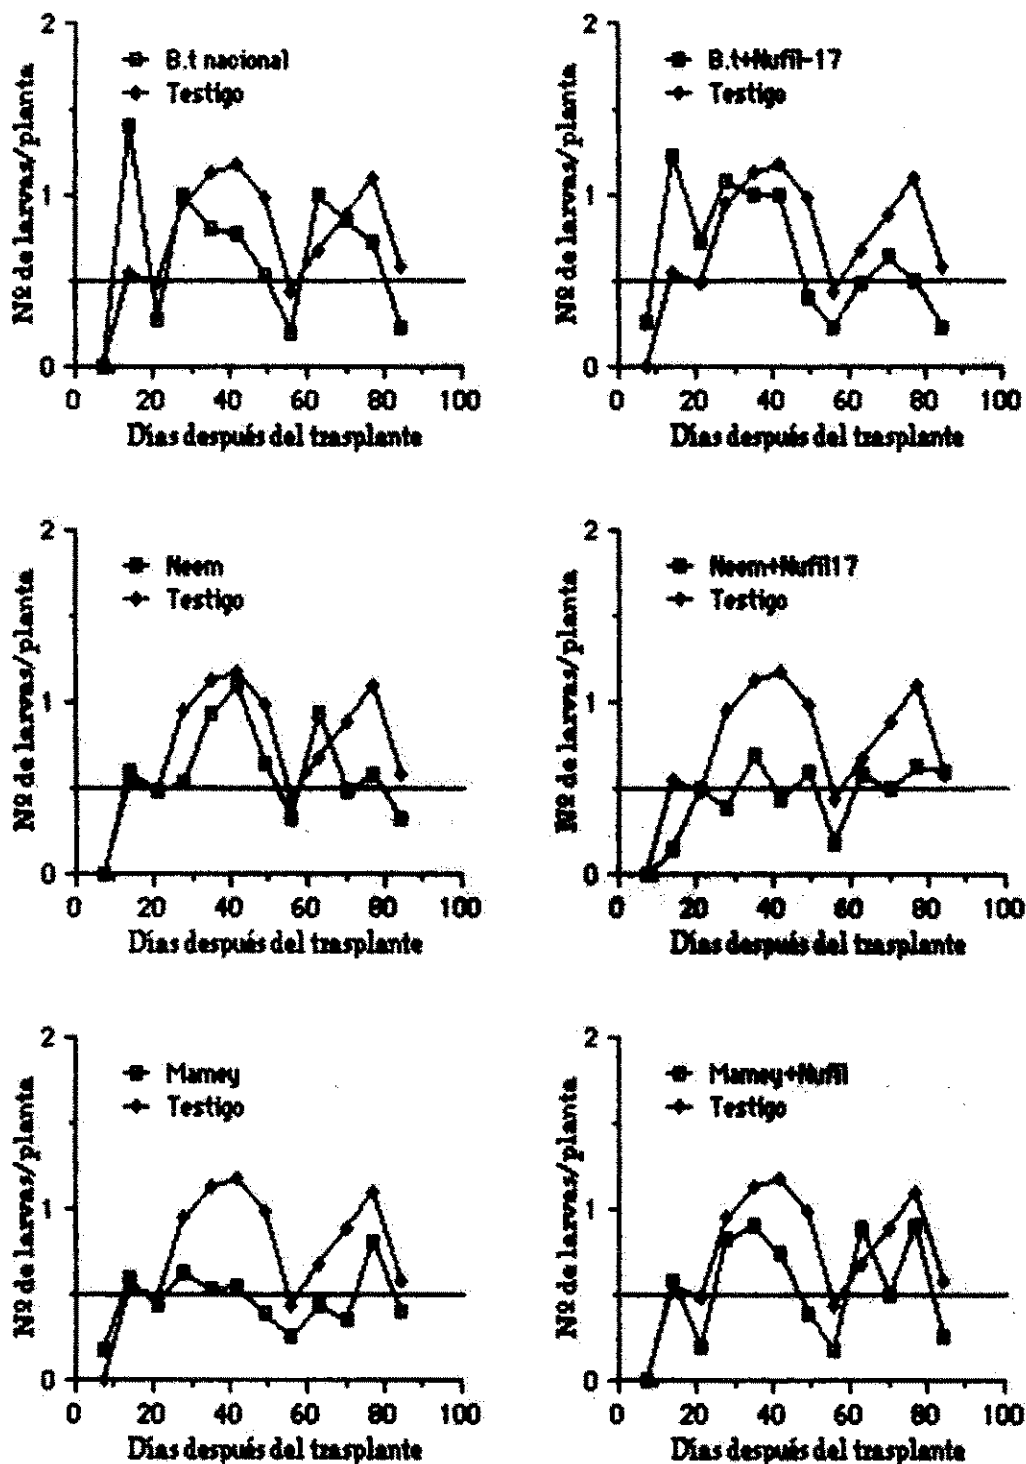 2
B.t nacional
Testigo
1
0
Nº de larvas/planta
0 20 40 60 80 100
Días después del trasplante
2
B.t+Nufil-17
Testigo
1
0
Nº de larvas/planta
0 20 40 60 80 100
Días después del trasplante
2
Neem
Testigo
1
0
Nº de larvas/planta
0 20 40 60 80 100
Días después del trasplante
2
Neem+Nufil17
Testigo
1
0
Nº de larvas/planta
0 20 40 60 80 100
Días después del trasplante
2
Mamey
Testigo
1
0
Nº de larvas/planta
0 20 40 60 80 100
Días después del trasplante
2
Mamey+Nufil
Testigo
1
0
Nº de larvas/planta
0 20 40 60 80 100
Días después del trasplante